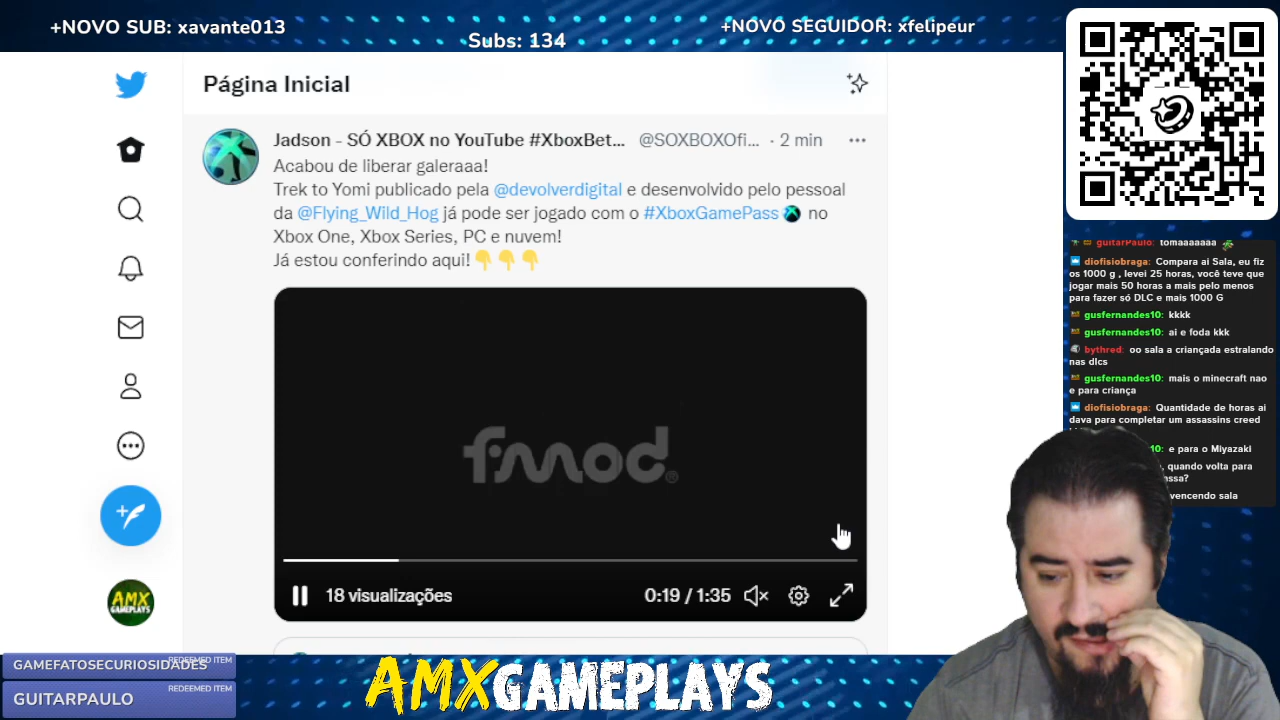 +NOVO SUB: xavante013
Subs: 134
+NOVO SEGUIDOR: xfelipeur
Página Inicial
Jadson - SÓ XBOX no YouTube #XboxBet... @SOXBOXOfi... · 2 min
Acabou de liberar galeraaa!
Trek to Yomi publicado pela @devolverdigital e desenvolvido pelo pessoal
da @Flying_Wild_Hog já pode ser jogado com o #XboxGamePass no
Xbox One, Xbox Series, PC e nuvem!
Já estou conferindo aqui! 👇👇👇
fmod®
18 visualizações
0:19 / 1:35
guitarPaulo: tomaaaaaaa
diofisiobraga: Compara ai Sala, eu fiz
os 1000 g , levei 25 horas, você teve que
jogar mais 50 horas a mais pelo menos
para fazer só DLC e mais 1000 G
gusfernandes10: kkkk
gusfernandes10: ai e foda kkk
bythred: oo sala a criançada estralando
nas dlcs
gusfernandes10: mais o minecraft nao
e para criança
diofisiobraga: Quantidade de horas ai
dava para completar um assassins creed
10: e para o Miyazaki
, quando volta para
assa?
vencendo sala
AMX
GAMEPLAYS
GAMEFATOSECURIOSIDADES
REDEEMED ITEM
GUITARPAULO
REDEEMED ITEM
AMXGAMEPLAYS